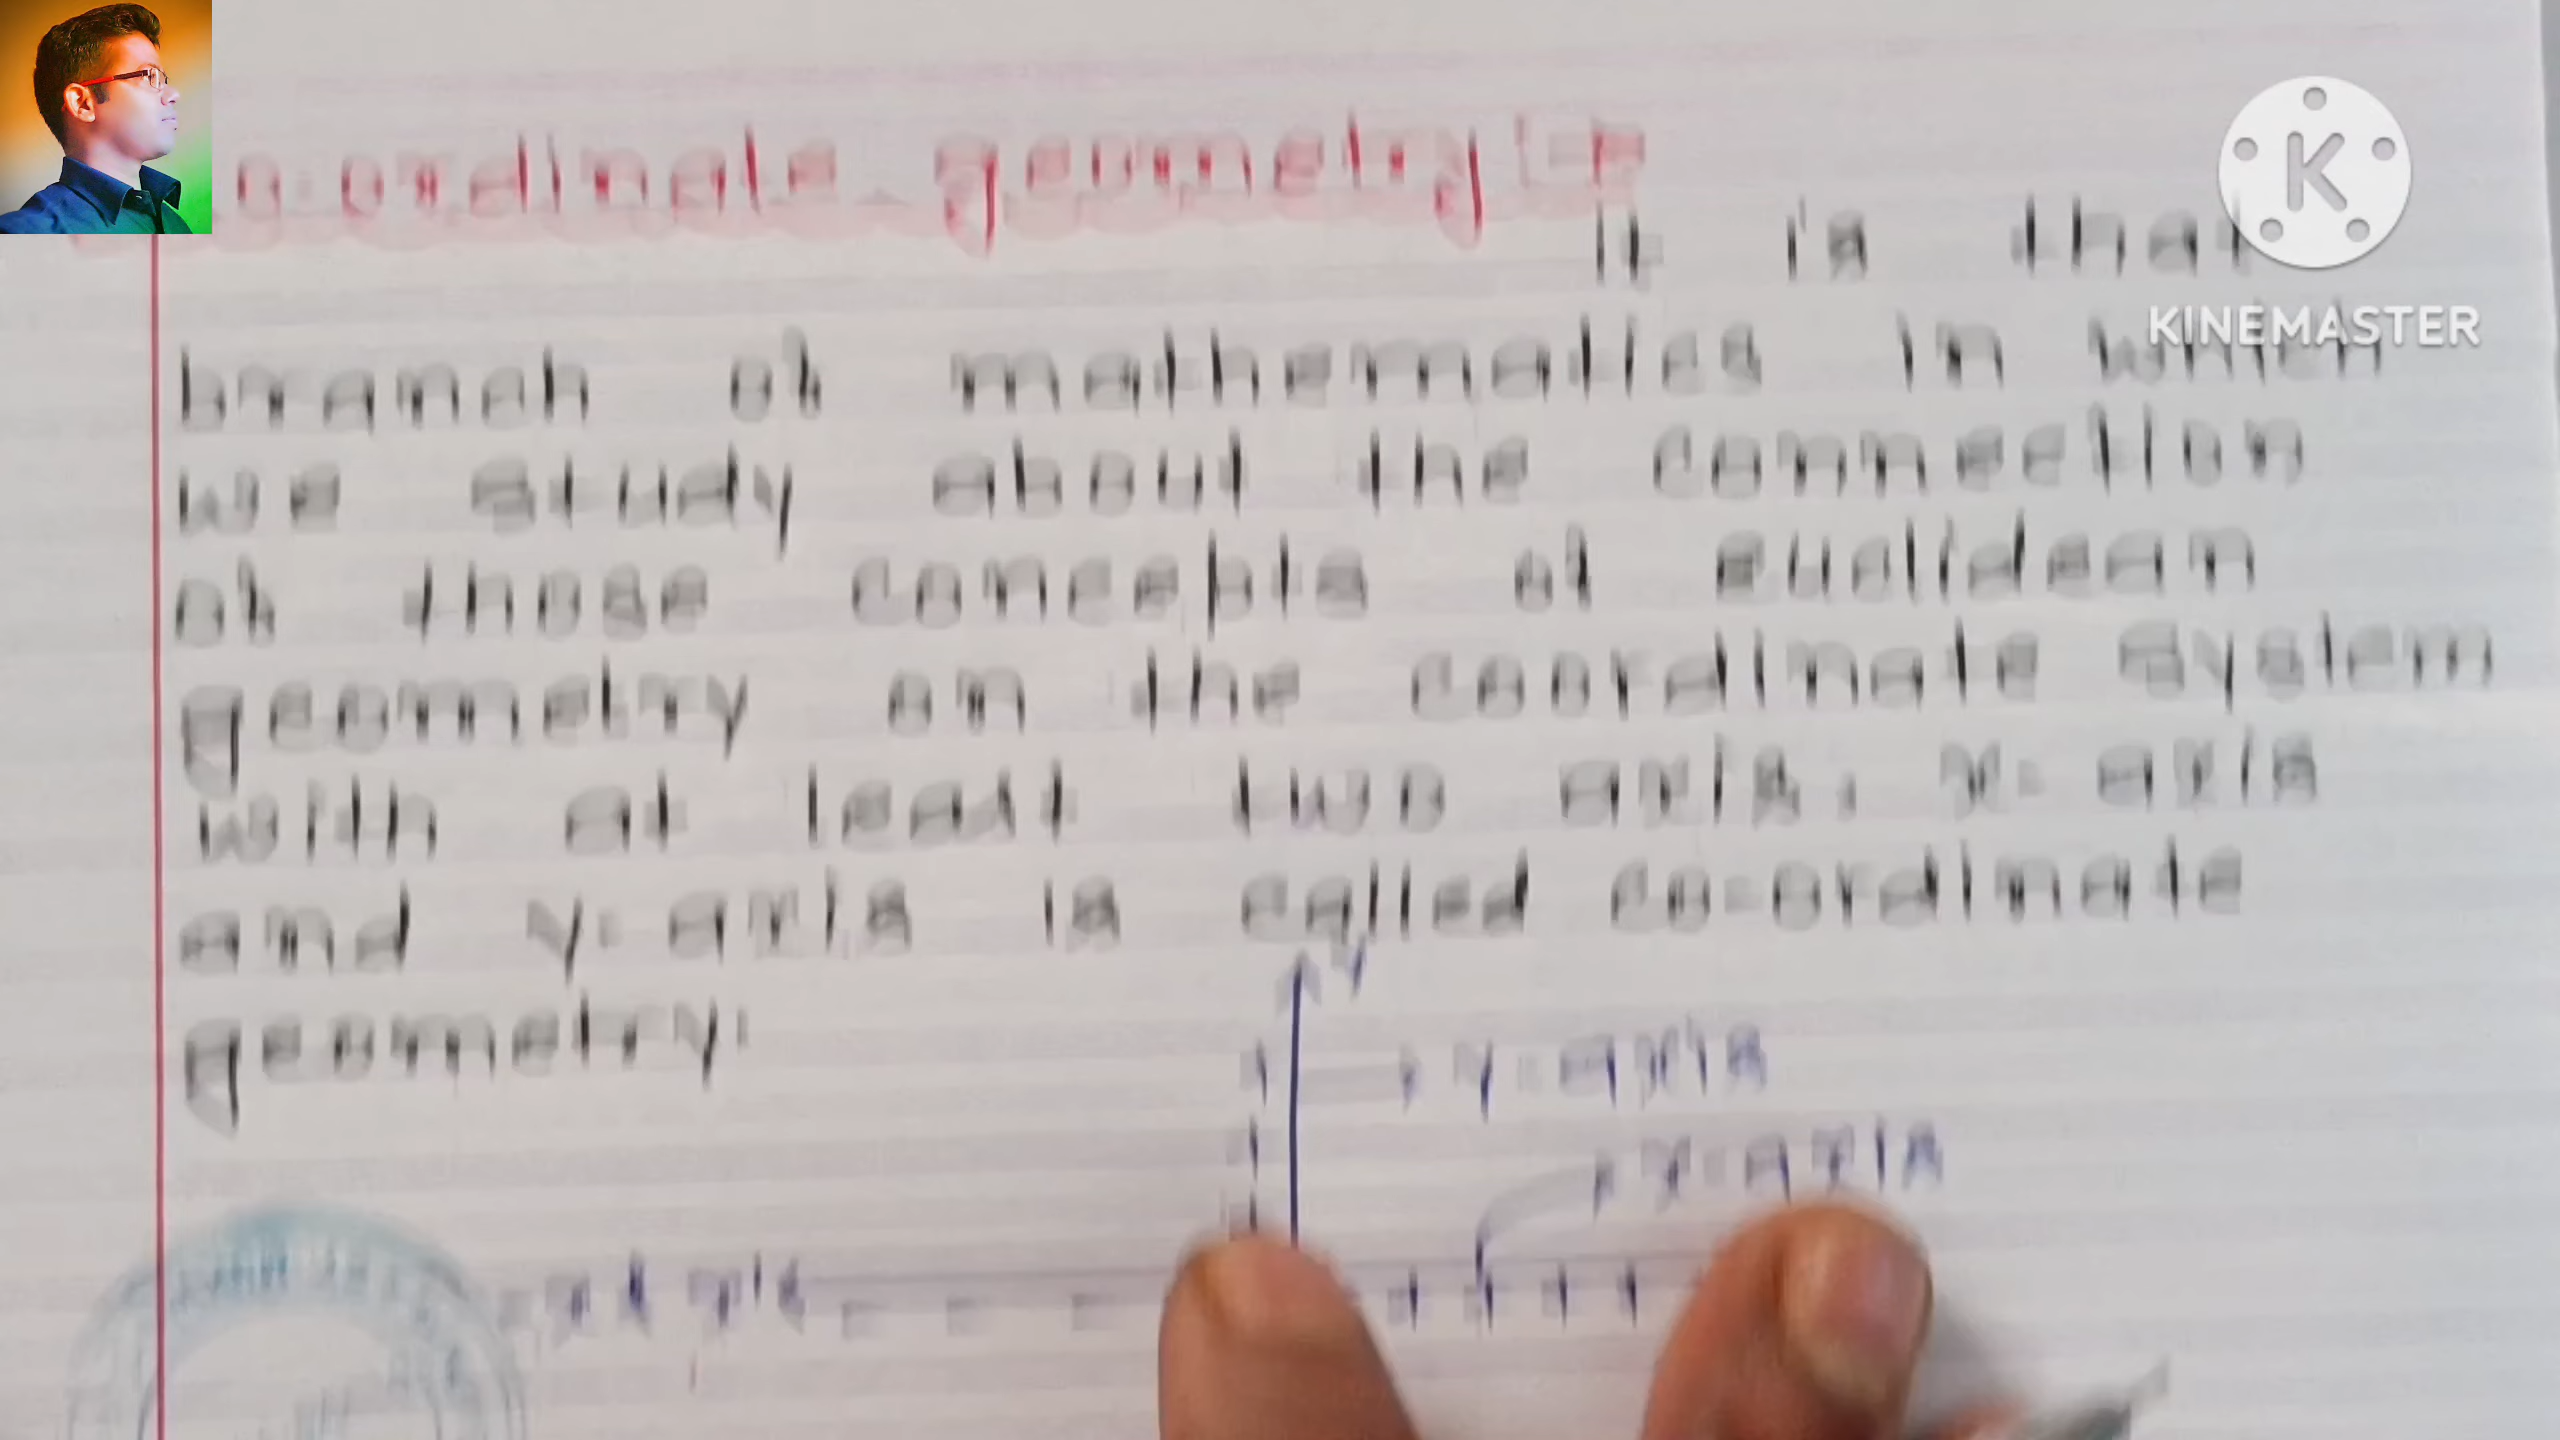 Co-ordinate geometry:-
It is that
branch of mathematics in which
we study about the connection
of those concepts of euclidean
geometry on the coordinate system
with at least two axis, x-axis
and y-axis is called co-ordinate
geometry.
Y
y-axis
x-axis
KINEMASTER